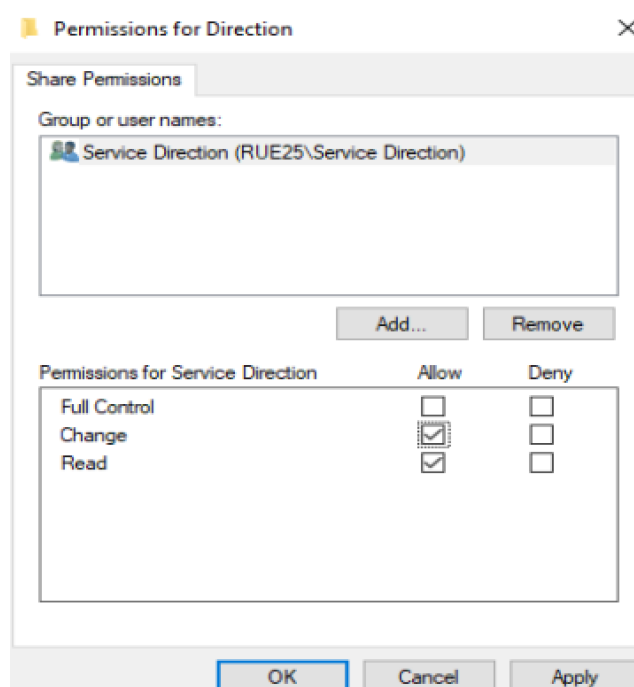 Permissions for Direction
Share Permissions
Group or user names:
Service Direction (RUE25\Service Direction)
Add... Remove
Permissions for Service Direction Allow Deny
Full Control
Change
Read
OK Cancel Apply